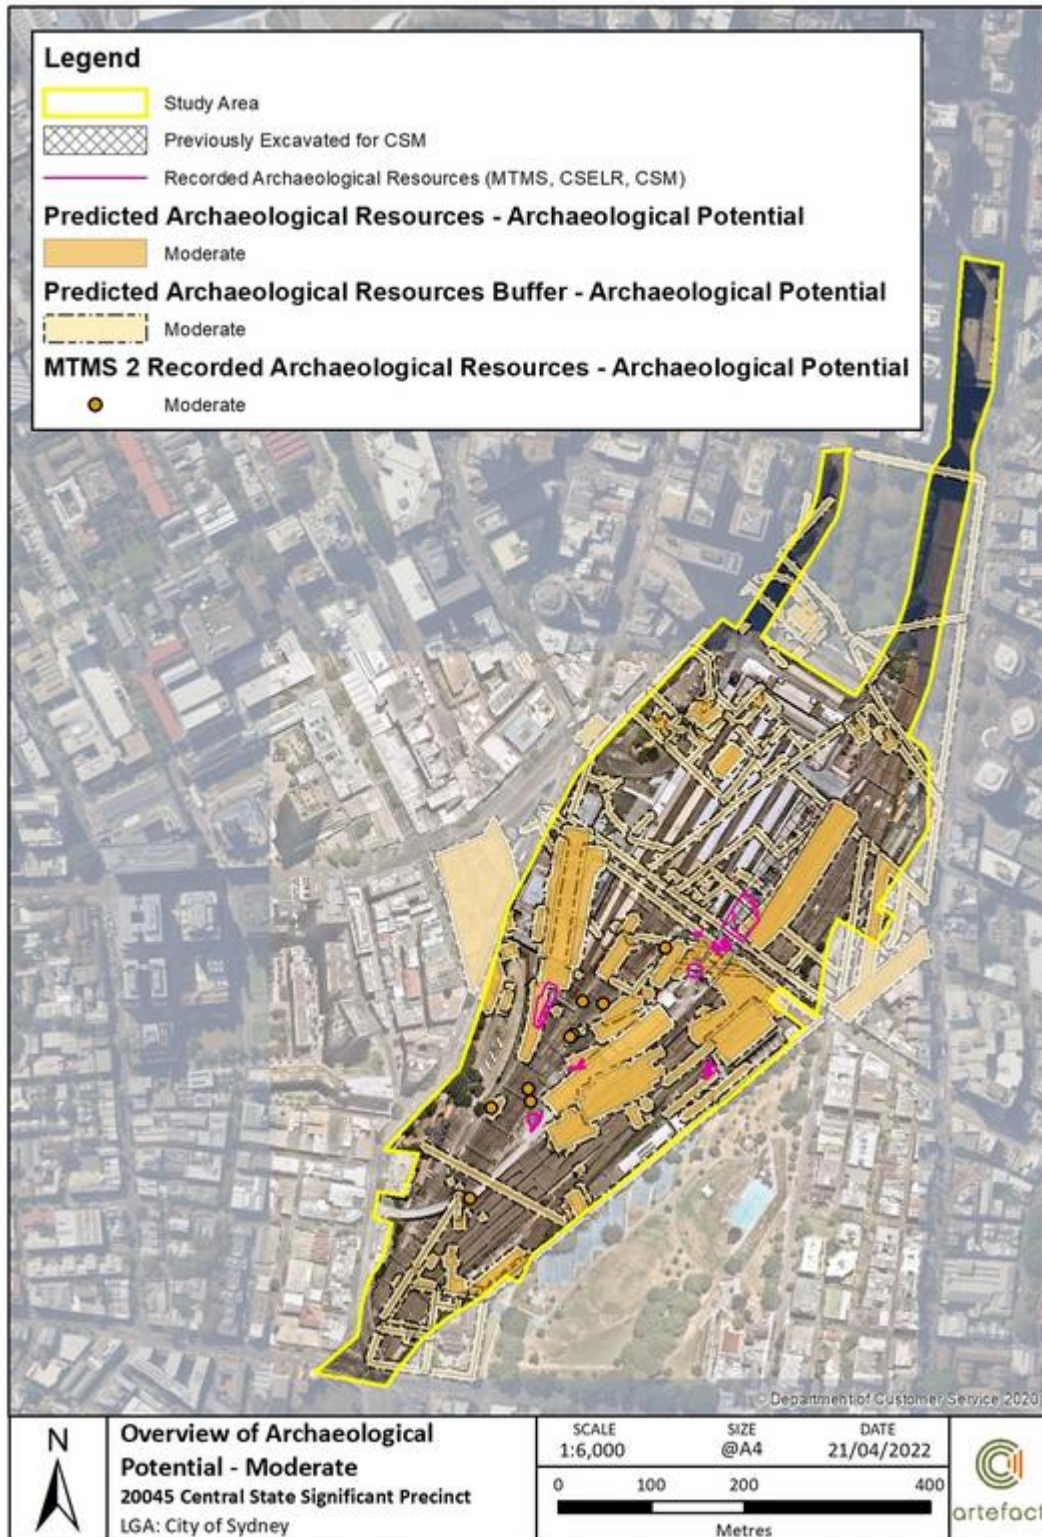 Legend
Study Area
Previously Excavated for CSM
Recorded Archaeological Resources (MTMS, CSELR, CSM)
Predicted Archaeological Resources - Archaeological Potential
Moderate
Predicted Archaeological Resources Buffer - Archaeological Potential
Moderate
MTMS 2 Recorded Archaeological Resources - Archaeological Potential
Moderate
© Department of Customer Service 2020
N
Overview of Archaeological
Potential - Moderate
20045 Central State Significant Precinct
LGA: City of Sydney
SCALE
1:6,000
SIZE
@A4
DATE
21/04/2022
0 100 200 400
Metres
artefact